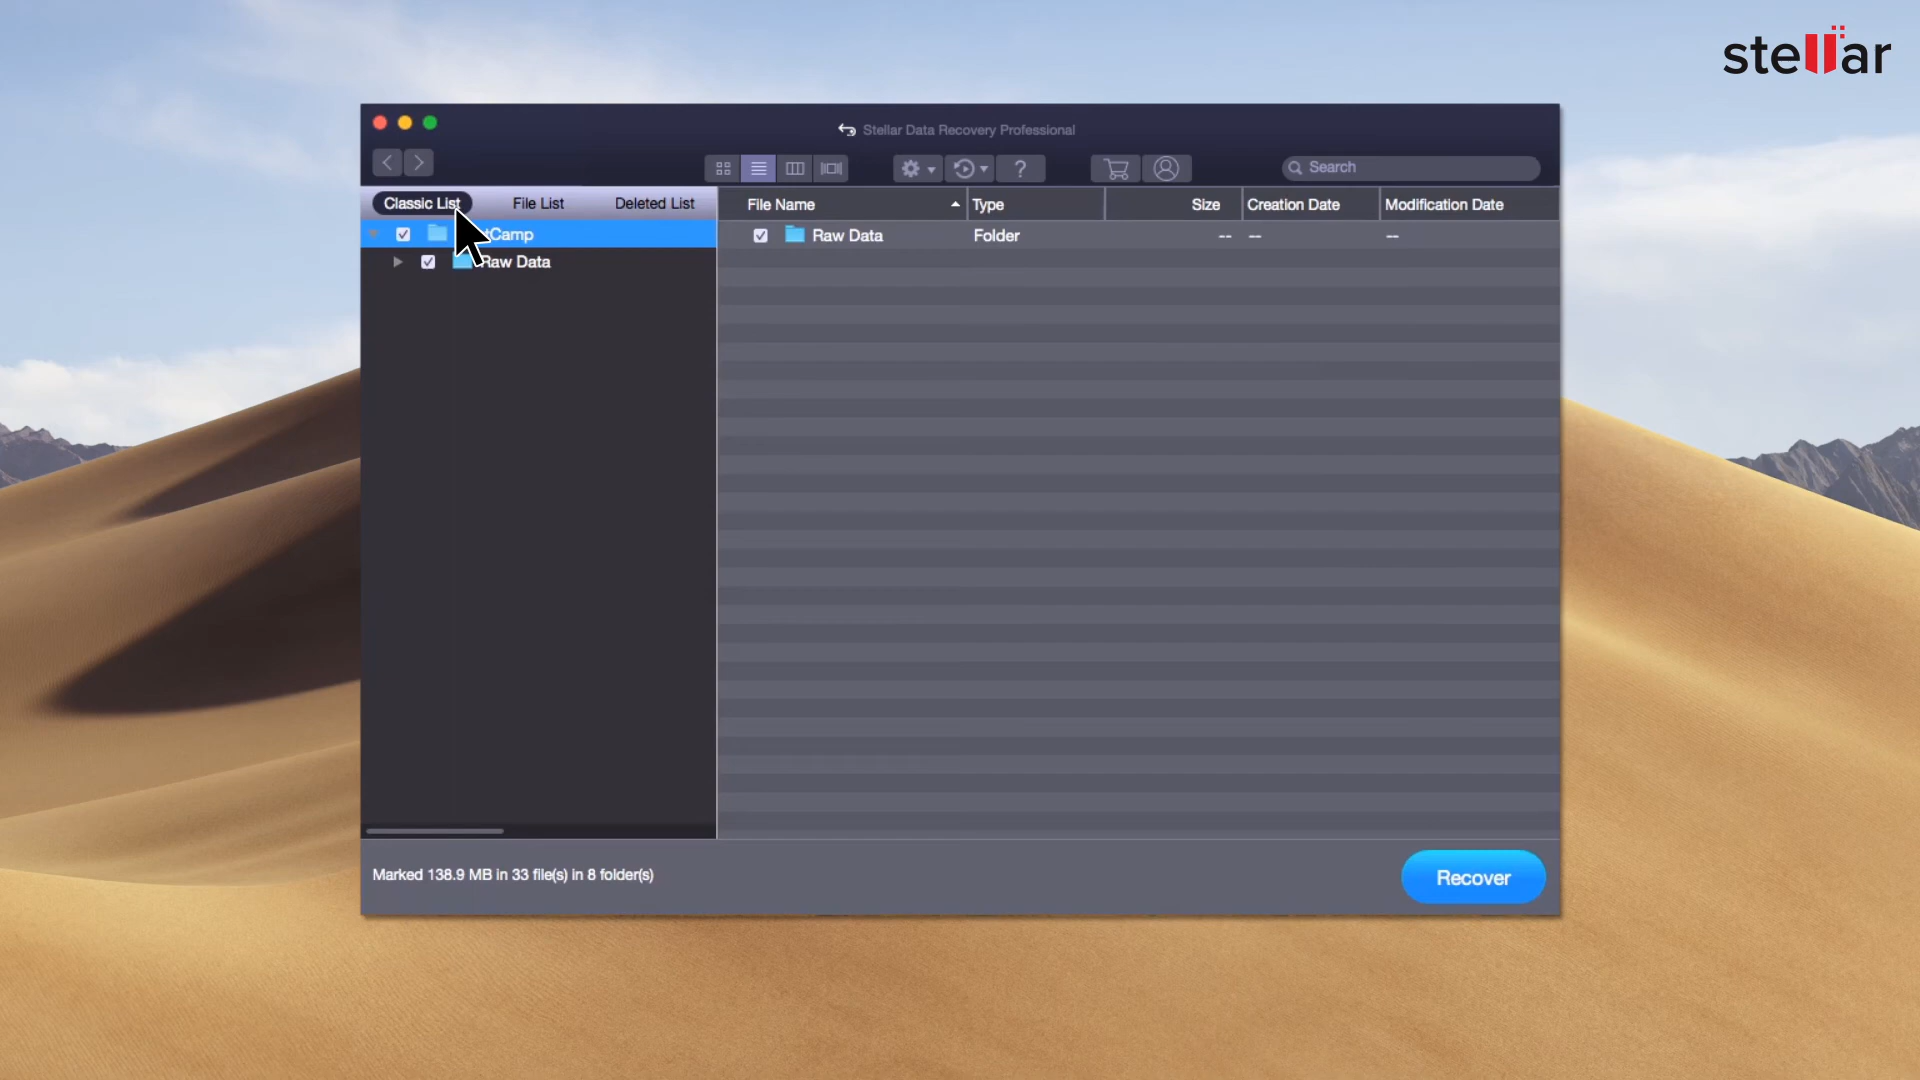 stellar
Stellar Data Recovery Professional
?
Search
Classic List File List Deleted List
File Name Type Size Creation Date Modification Date
Raw Data Folder -- -- --
Raw Data
Marked 138.9 MB in 33 file(s) in 8 folder(s)
Recover